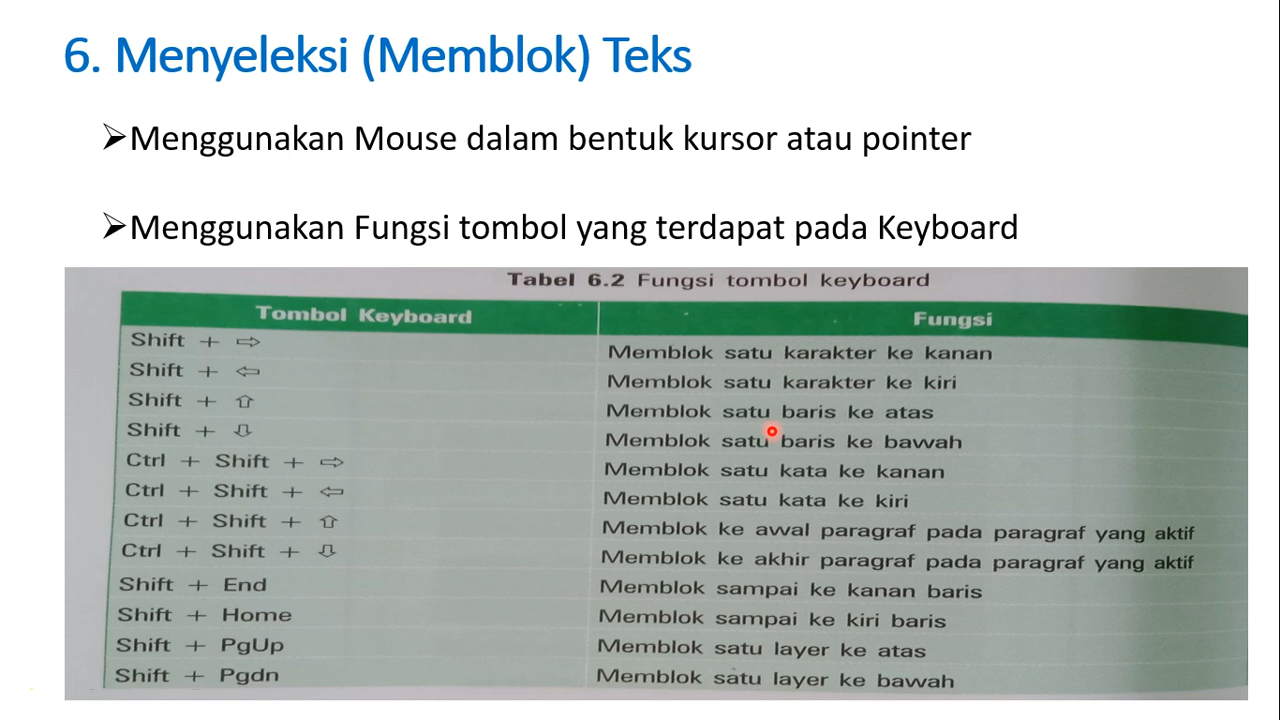 6. Menyeleksi (Memblok) Teks
➢Menggunakan Mouse dalam bentuk kursor atau pointer
➢Menggunakan Fungsi tombol yang terdapat pada Keyboard
Tabel 6.2 Fungsi tombol keyboard
Tombol Keyboard Fungsi
Shift + ⇨ Memblok satu karakter ke kanan
Shift + ⇦ Memblok satu karakter ke kiri
Shift + ⇧ Memblok satu baris ke atas
Shift + ⇩ Memblok satu baris ke bawah
Ctrl + Shift + ⇨ Memblok satu kata ke kanan
Ctrl + Shift + ⇦ Memblok satu kata ke kiri
Ctrl + Shift + ⇧ Memblok ke awal paragraf pada paragraf yang aktif
Ctrl + Shift + ⇩ Memblok ke akhir paragraf pada paragraf yang aktif
Shift + End Memblok sampai ke kanan baris
Shift + Home Memblok sampai ke kiri baris
Shift + PgUp Memblok satu layer ke atas
Shift + Pgdn Memblok satu layer ke bawah